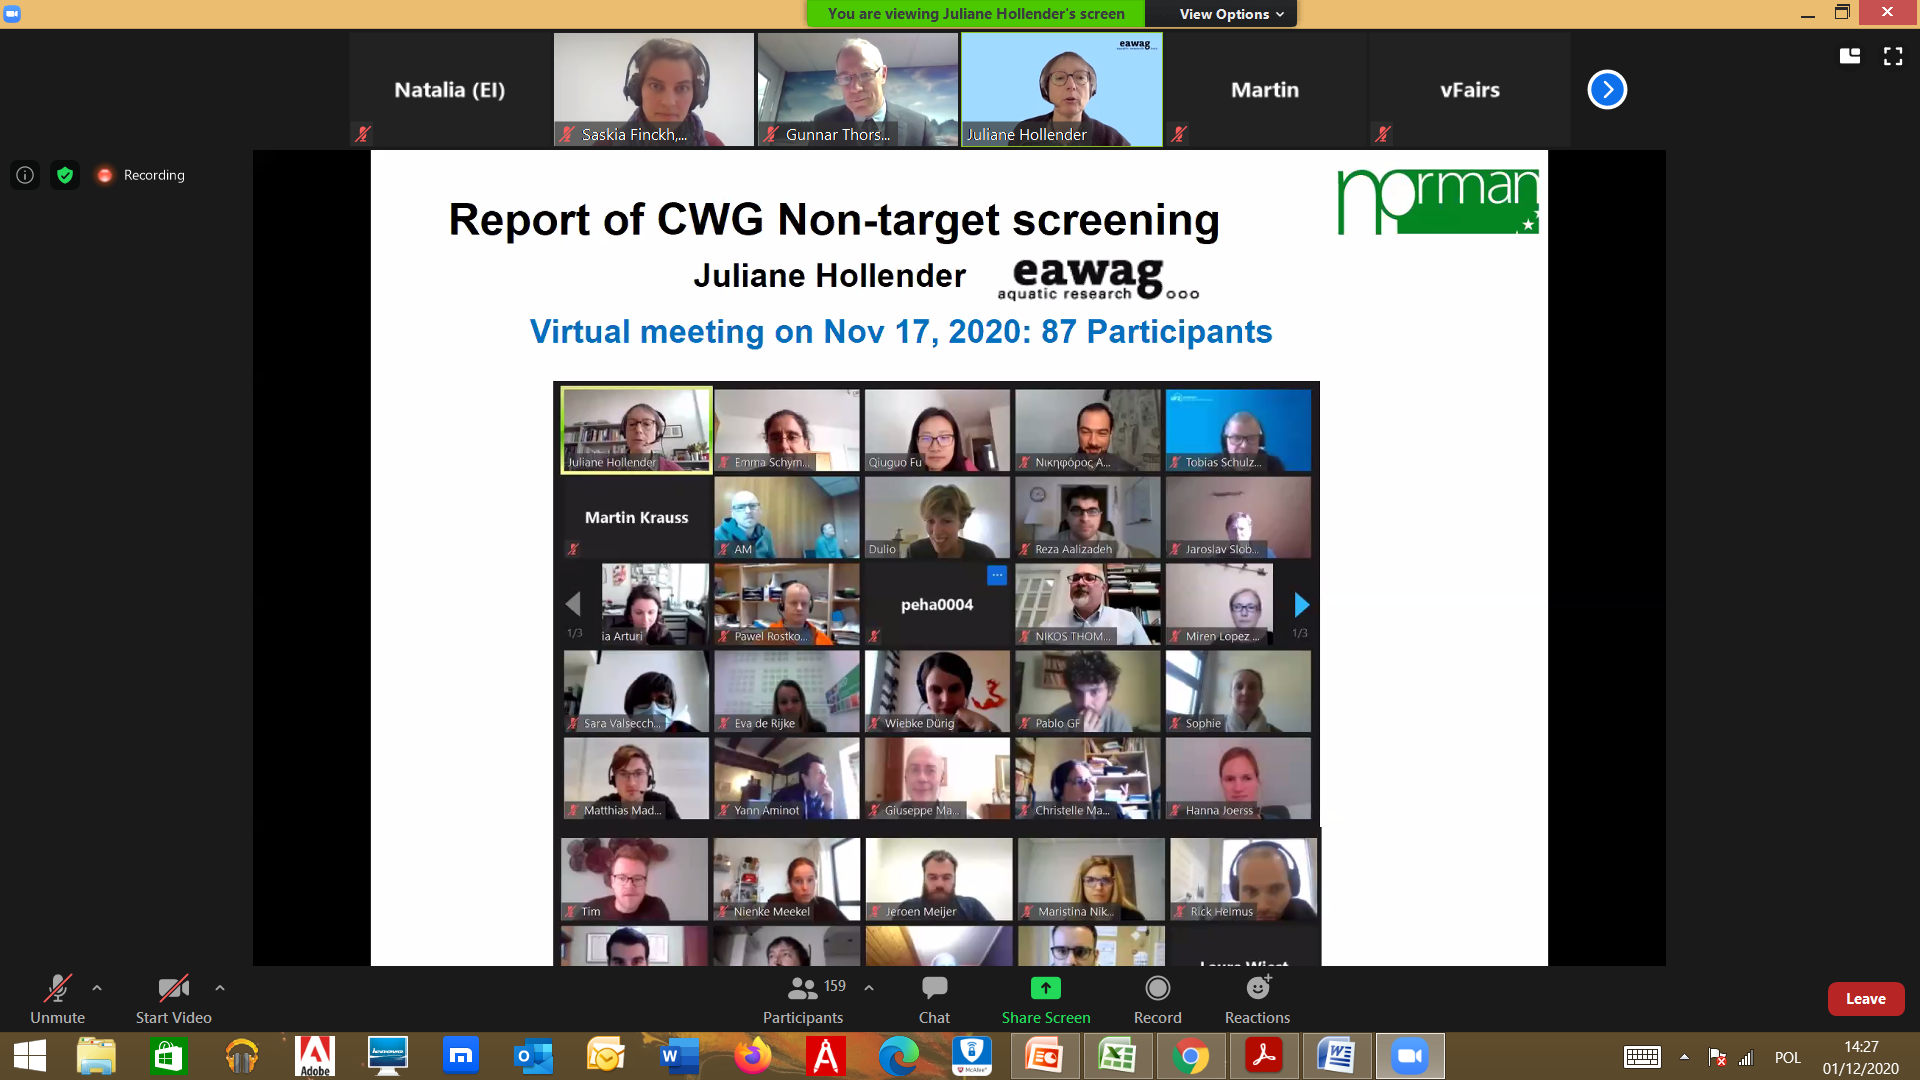 You are viewing Juliane Hollender's screen
View Options
Natalia (EI)
Saskia Finckh,...
Gunnar Thors...
eawag
Juliane Hollender
Martin
vFairs
Recording
norman
Report of CWG Non-target screening
Juliane Hollender
eawag
aquatic research
Virtual meeting on Nov 17, 2020: 87 Participants
Juliane Hollender
Emma Schym...
Qiuguo Fu
Νικηφόρος Α...
Tobias Schulz...
Martin Krauss
AM
Dulio
Reza Aalizadeh
Jaroslav Slob...
1/3
ia Arturi
Pawel Rostko...
peha0004
NIKOS THOM...
Miren Lopez ...
1/3
Sara Valsecch...
Eva de Rijke
Wiebke Dürig
Pablo GF
Sophie
Matthias Mad...
Yann Aminot
Giuseppe Ma...
Christelle Ma...
Hanna Joerss
Tim
Nienke Meekel
Jeroen Meijer
Maristina Nik...
Rick Helmus
Unmute
Start Video
159
Participants
Chat
Share Screen
Record
Reactions
Leave
Adobe
lenovo
McAfee
POL
14:27
01/12/2020